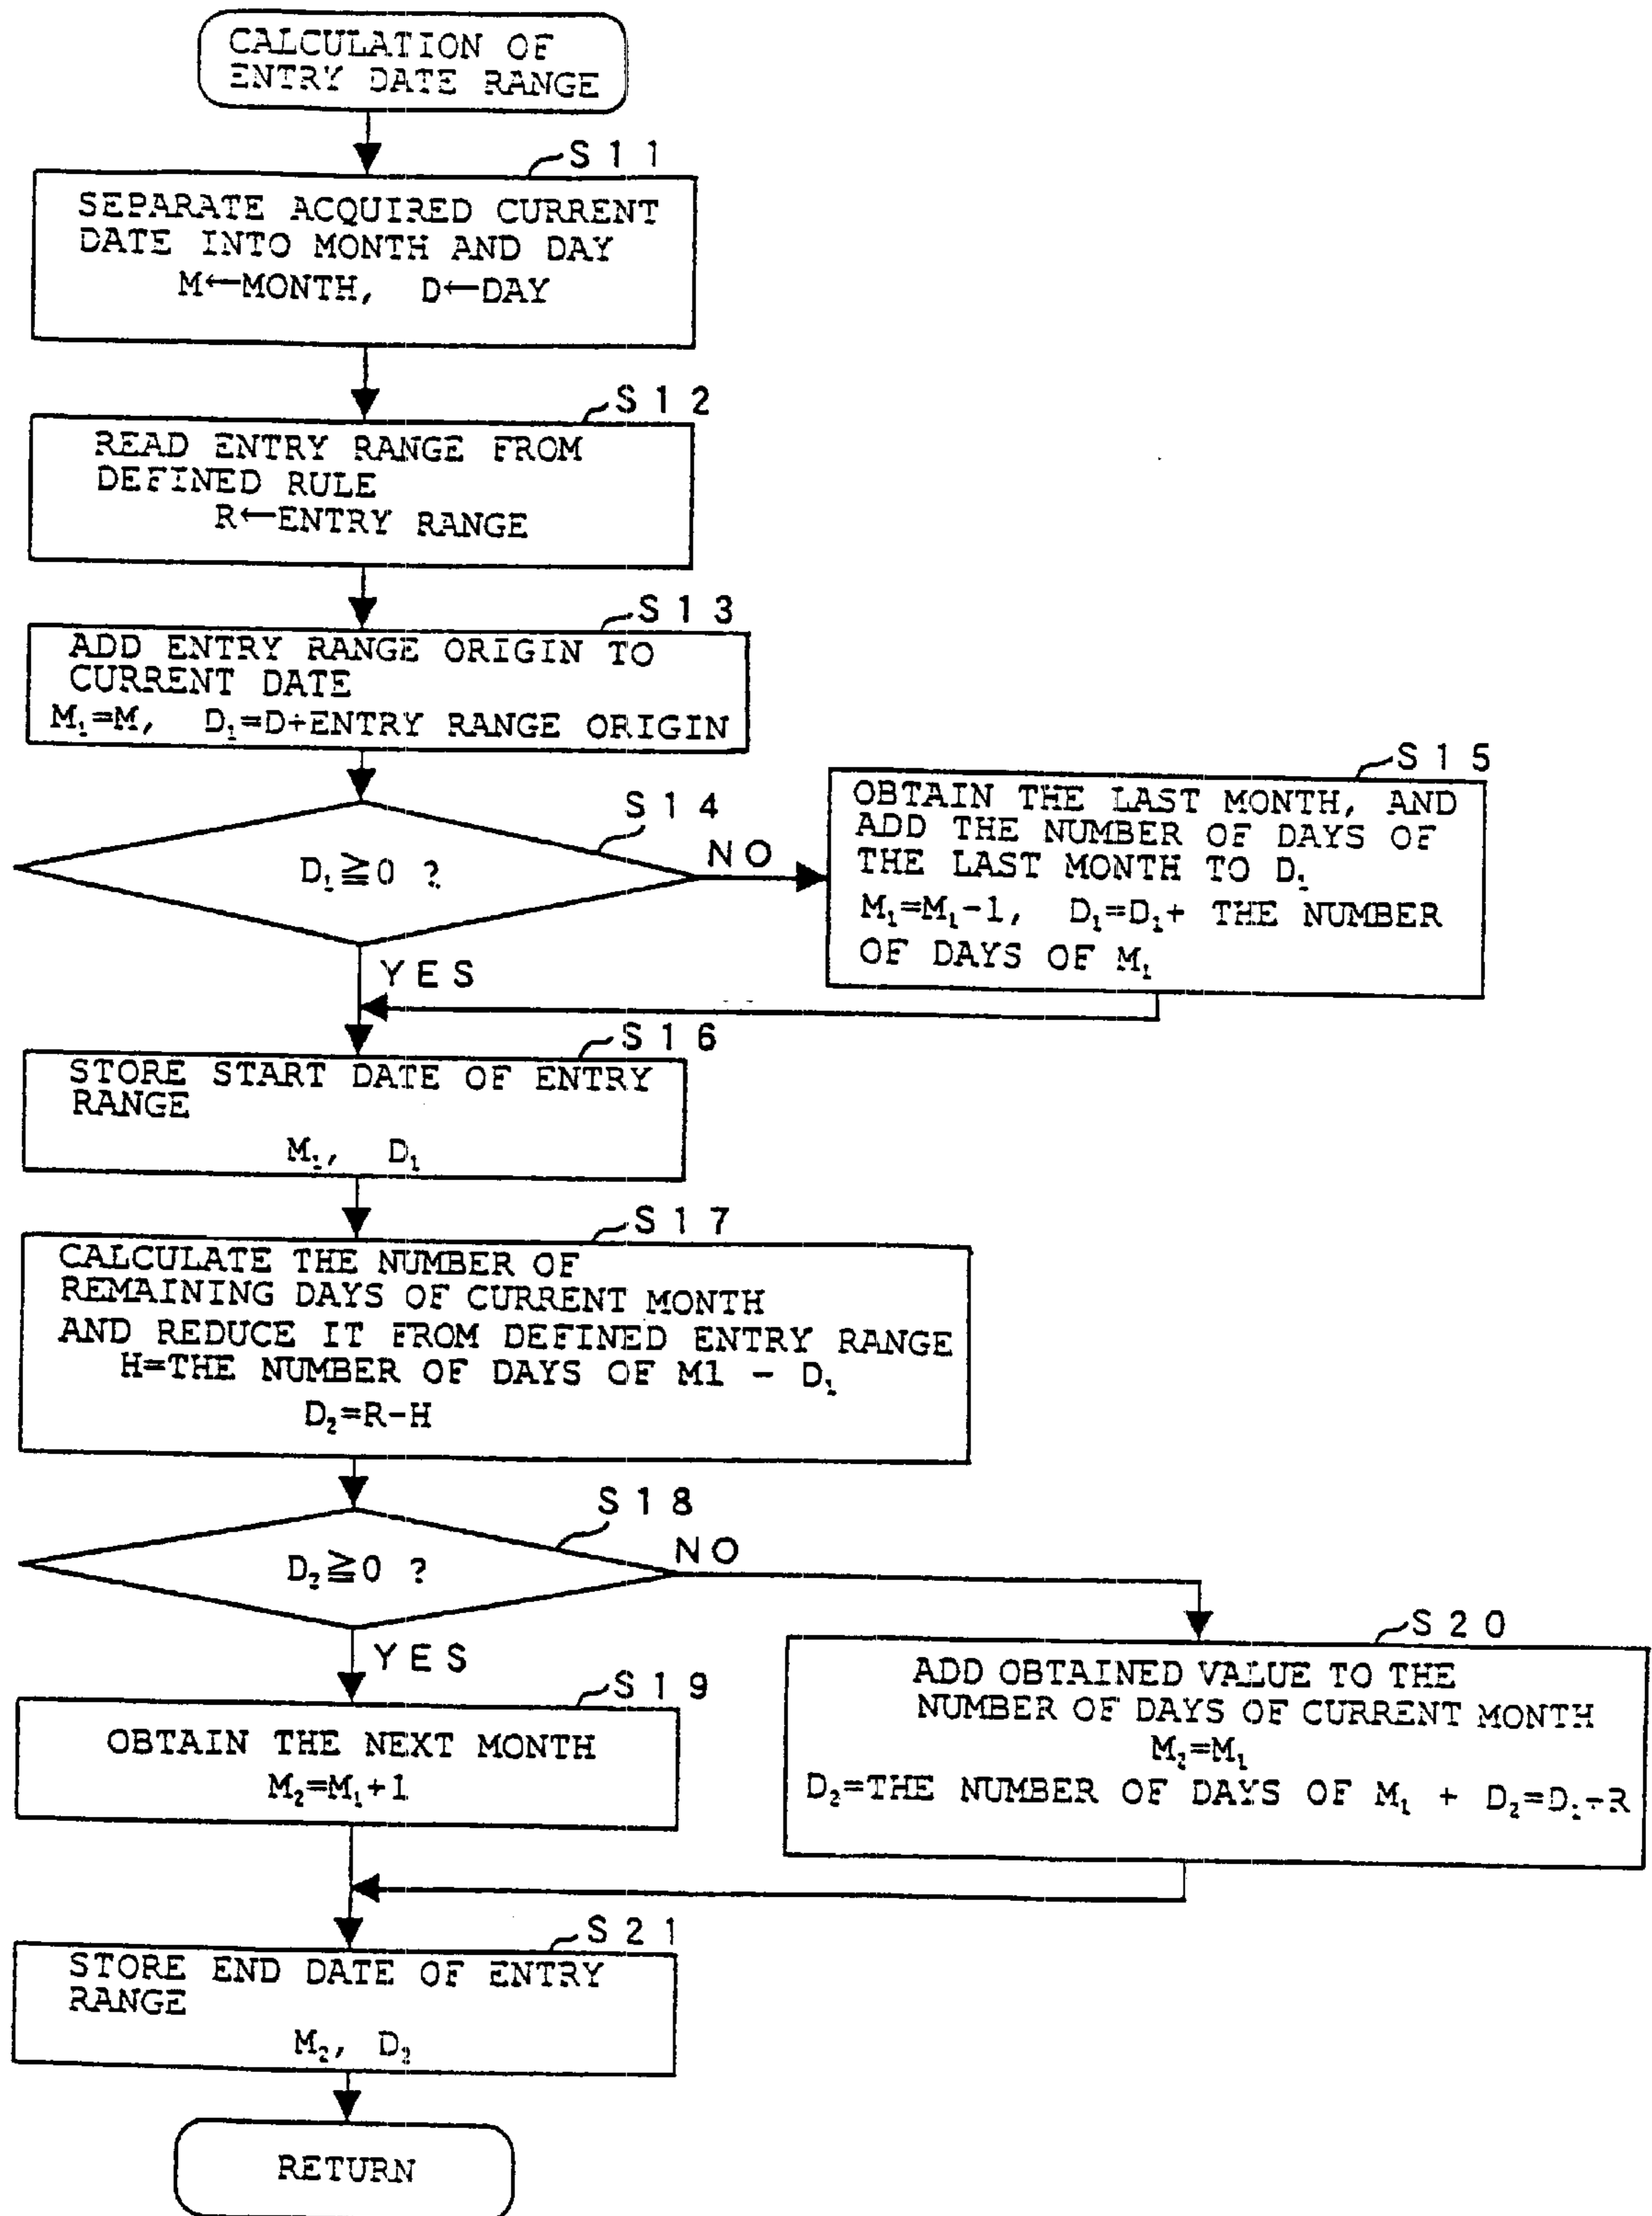 CALCULATION OF
ENTRY DATE RANGE
S11
SEPARATE ACQUIRED CURRENT
DATE INTO MONTH AND DAY
M←MONTH, D←DAY
S12
READ ENTRY RANGE FROM
DEFINED RULE
R←ENTRY RANGE
S13
ADD ENTRY RANGE ORIGIN TO
CURRENT DATE
M₁=M, D₁=D+ENTRY RANGE ORIGIN
S14
D₁≧0 ?
NO
YES
S15
OBTAIN THE LAST MONTH, AND
ADD THE NUMBER OF DAYS OF
THE LAST MONTH TO D₁
M₁=M₁-1, D₁=D₁+ THE NUMBER
OF DAYS OF M₁
S16
STORE START DATE OF ENTRY
RANGE
M₁, D₁
S17
CALCULATE THE NUMBER OF
REMAINING DAYS OF CURRENT MONTH
AND REDUCE IT FROM DEFINED ENTRY RANGE
H=THE NUMBER OF DAYS OF M1 - D₁
D₂=R-H
S18
D₂≧0 ?
NO
YES
S19
OBTAIN THE NEXT MONTH
M₂=M₁+1
S20
ADD OBTAINED VALUE TO THE
NUMBER OF DAYS OF CURRENT MONTH
M₂=M₁
D₂=THE NUMBER OF DAYS OF M₁ + D₂=D₁+R
S21
STORE END DATE OF ENTRY
RANGE
M₂, D₂
RETURN